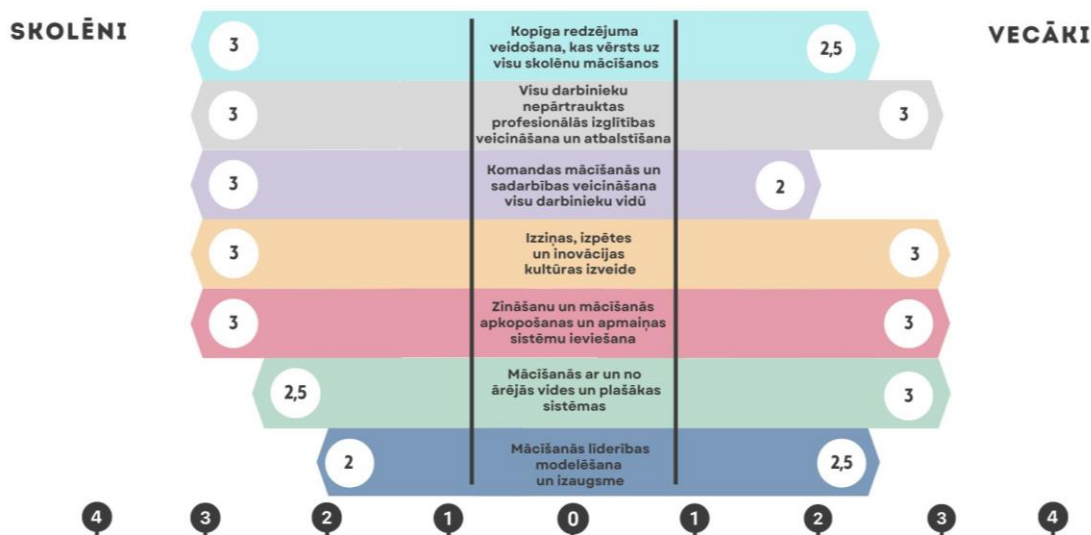 SKOLĒNI
VECĀKI
3
Kopīga redzējuma
veidošana, kas vērsts uz
visu skolēnu mācīšanos
2,5
3
Visu darbinieku
nepārtrauktas
profesionālās izglītības
veicināšana un atbalstīšana
3
3
Komandas mācīšanās un
sadarbības veicināšana
visu darbinieku vidū
2
3
Izziņas, izpētes
un inovācijas
kultūras izveide
3
3
Zināšanu un mācīšanās
apkopošanas un apmaiņas
sistēmu ieviešana
3
2,5
Mācīšanās ar un no
ārējās vides un plašākas
sistēmas
3
2
Mācīšanās līderības
modelēšana
un izaugsme
2,5
4 3 2 1 0 1 2 3 4